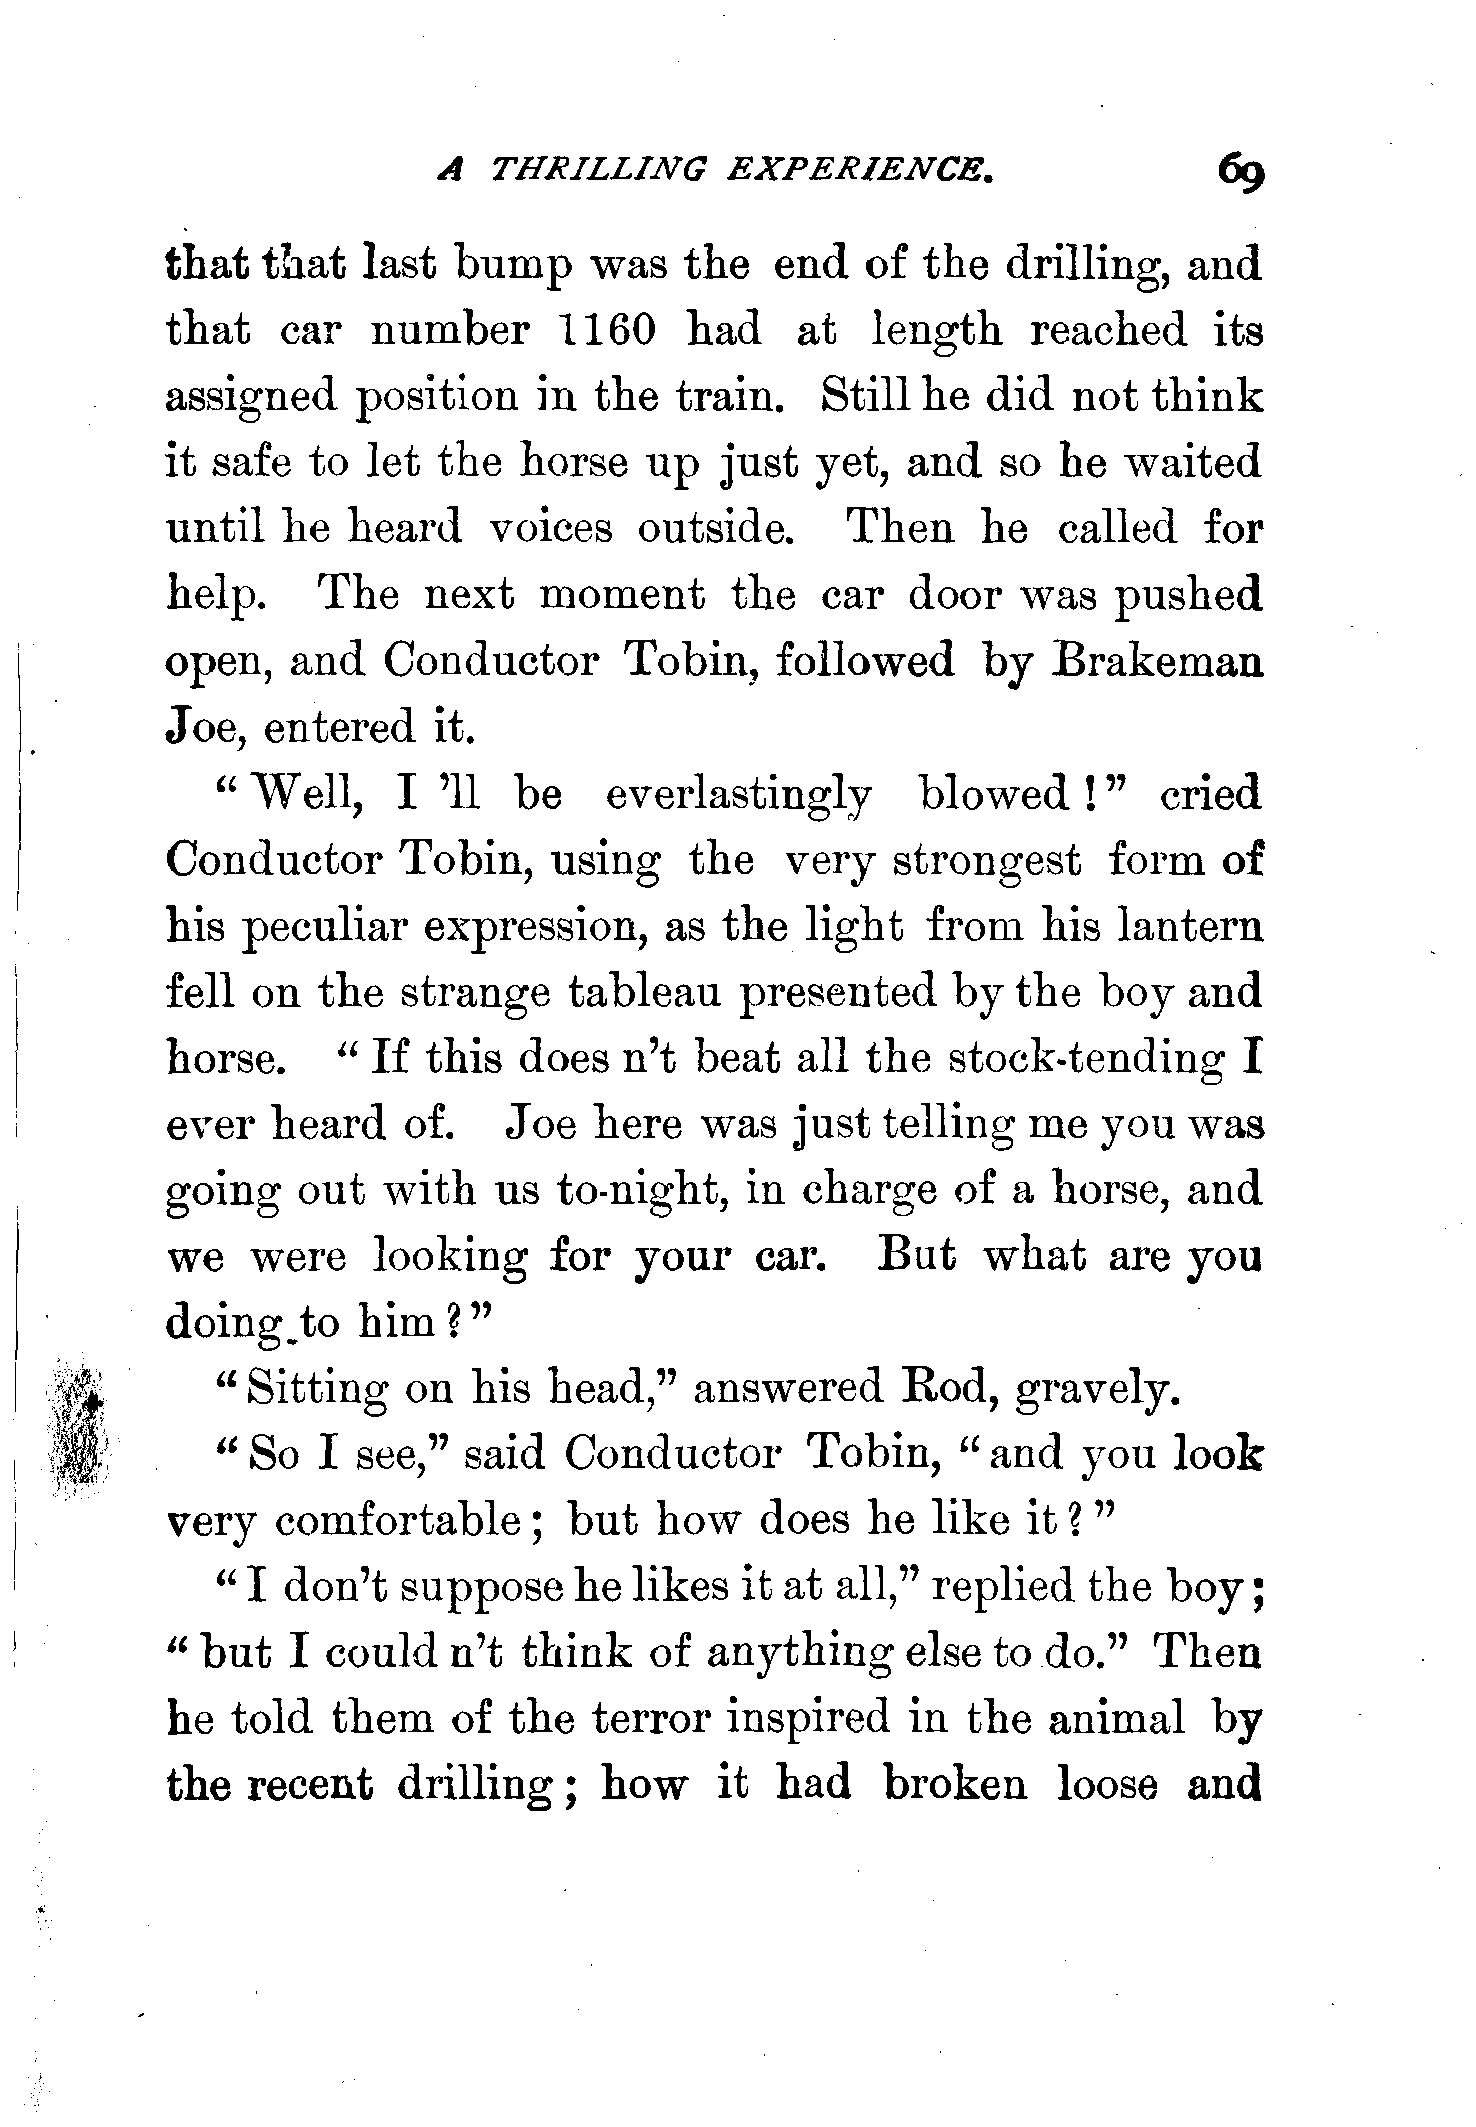 A THRILLING EXPERIENCE. 69
that that last bump was the end of the drilling, and
that car number 1160 had at length reached its
assigned position in the train. Still he did not think
it safe to let the horse up just yet, and so he waited
until he heard voices outside. Then he called for
help. The next moment the car door was pushed
open, and Conductor Tobin, followed by Brakeman
Joe, entered it.
“ Well, I ’ll be everlastingly blowed ! ” cried
Conductor Tobin, using the very strongest form of
his peculiar expression, as the light from his lantern
fell on the strange tableau presented by the boy and
horse. “ If this does n’t beat all the stock-tending I
ever heard of. Joe here was just telling me you was
going out with us to-night, in charge of a horse, and
we were looking for your car. But what are you
doing to him ? ”
“ Sitting on his head,” answered Rod, gravely.
“ So I see,” said Conductor Tobin, “ and you look
very comfortable ; but how does he like it ? ”
“ I don’t suppose he likes it at all,” replied the boy ;
“ but I could n’t think of anything else to do.” Then
he told them of the terror inspired in the animal by
the recent drilling ; how it had broken loose and